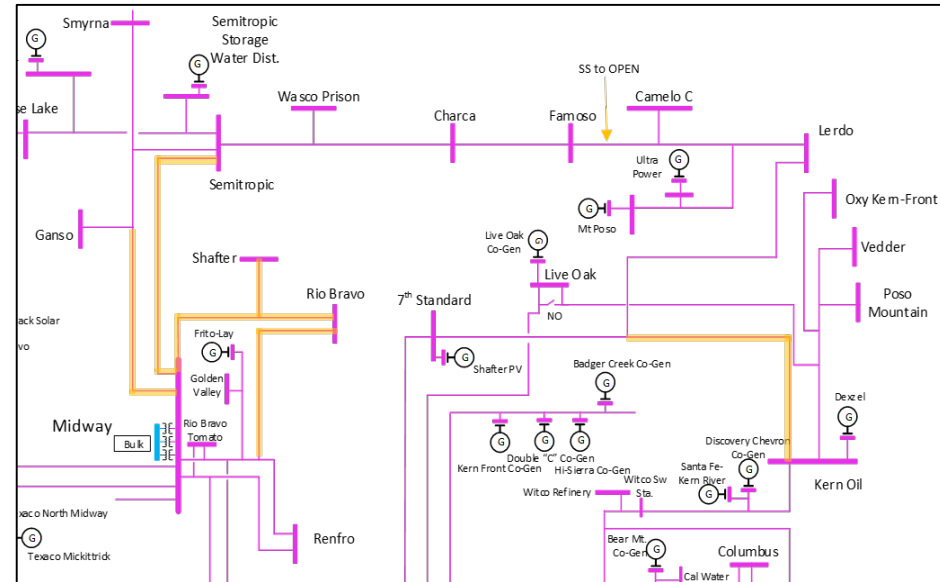 Smyrna
Semitropic
Storage
Water Dist.
G
G
se Lake
Wasco Prison
Charca
Famoso
SS to OPEN
Camelo C
Lerdo
Semitropic
Ultra
Power
G
G
Mt Poso
Oxy Kern-Front
Ganso
Live Oak
Co-Gen
G
Vedder
Shafter
Live Oak
Poso
Mountain
Rio Bravo
7th Standard
NO
ack Solar
vo
Frito-Lay
G
G
Shafter PV
Badger Creek Co-Gen
G
Golden
Valley
Midway
Bulk
Rio Bravo
Tomato
Dexzel
G
G
G
G
Kern Front Co-Gen
Double "C" Co-Gen
Hi-Sierra Co-Gen
Discovery Chevron
Co-Gen
G
Santa Fe-
Kern River
G
Kern Oil
Witco Refinery
Witco Sw
Sta.
xaco North Midway
G
Texaco Mickittrick
Renfro
Bear Mt.
Co-Gen
G
Columbus
Cal Water